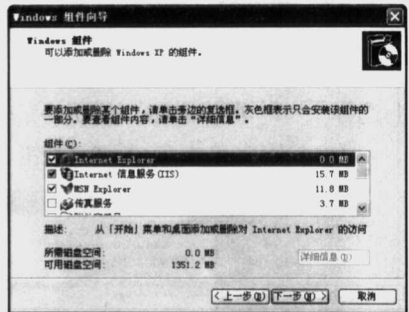 Windows 组件向导
Windows 组件
可以添加或删除 Windows XP 的组件。
要添加或删除某个组件，请单击旁边的复选框。灰色框表示只会安装该组件的
一部分。要查看组件内容，请单击“详细信息”。
组件(C):
Internet Explorer 0.0 MB
Internet 信息服务(IIS) 15.7 MB
MSN Explorer 11.8 MB
传真服务 3.7 MB
描述: 从「开始」菜单和桌面添加或删除对 Internet Explorer 的访问
所需磁盘空间: 0.0 MB
可用磁盘空间: 1351.2 MB
详细信息(D)
< 上一步(B) 下一步(N) > 取消